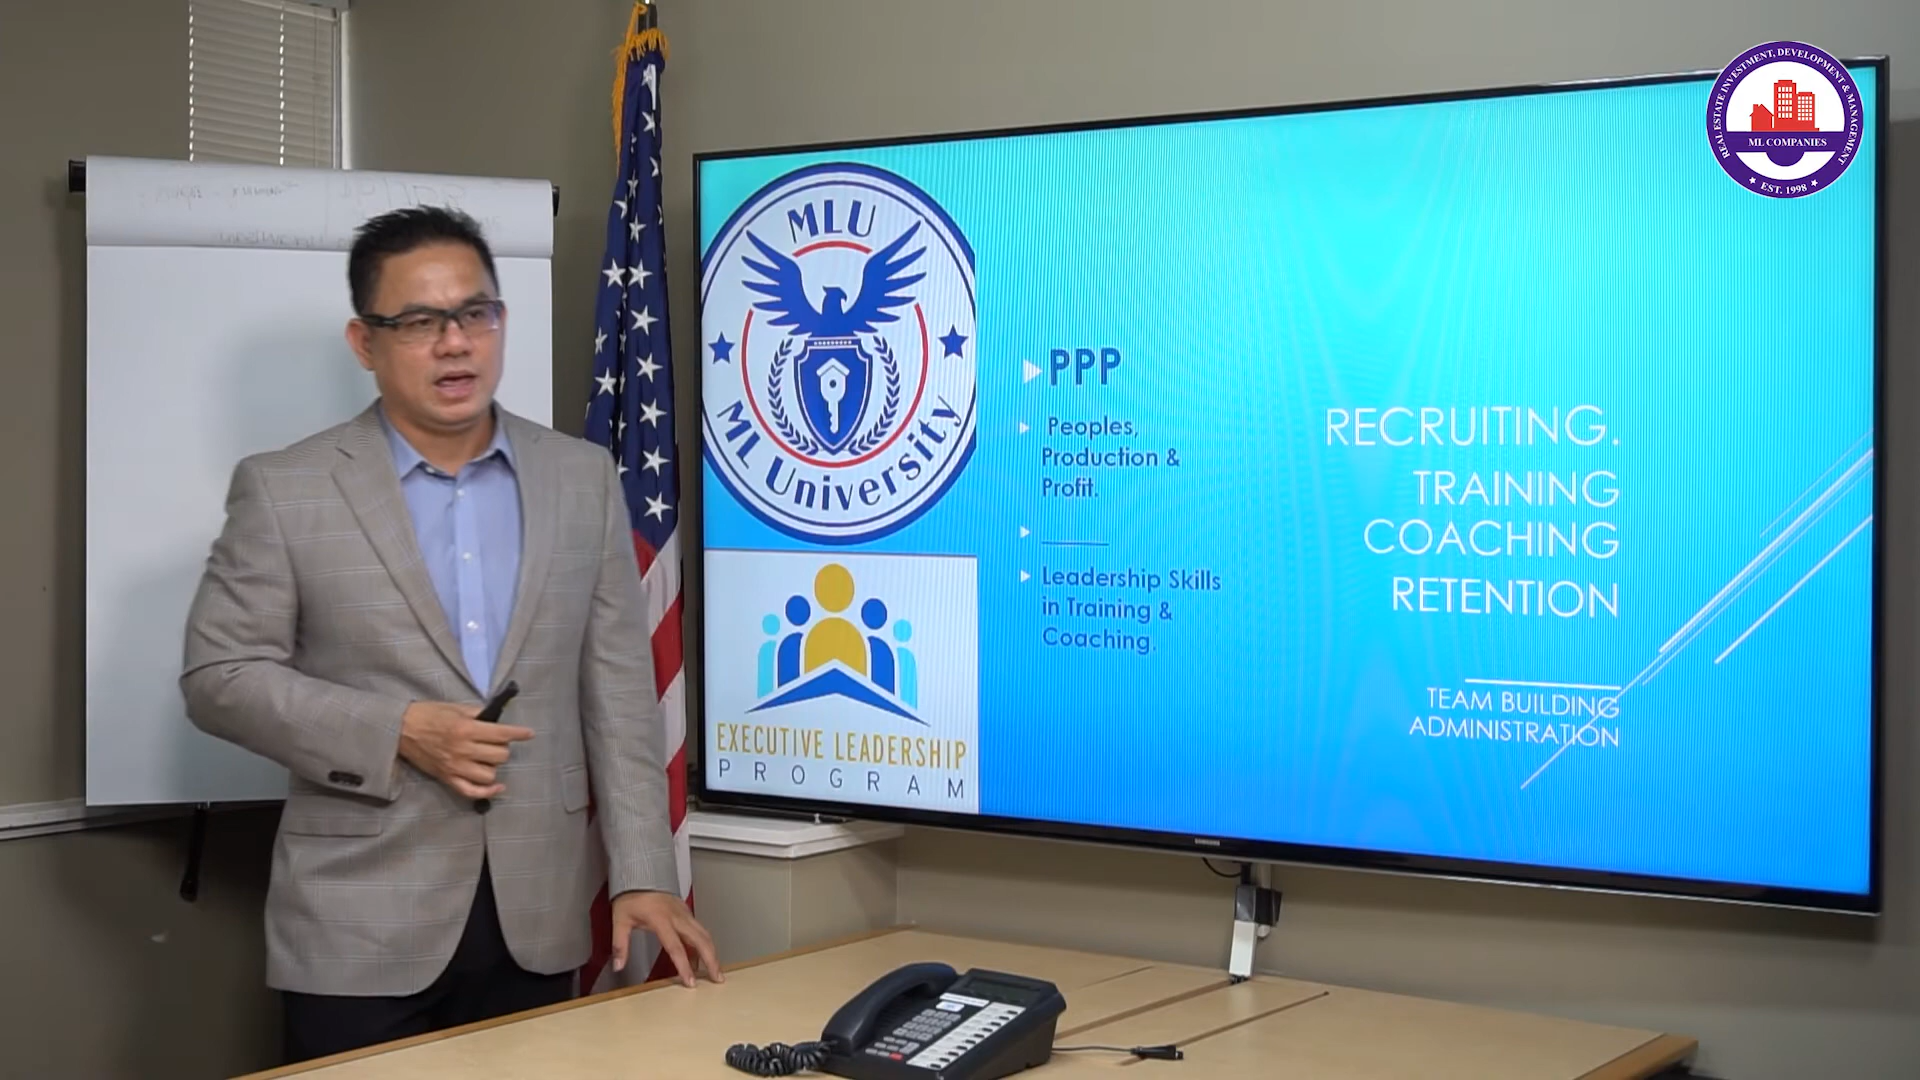 REAL ESTATE INVESTMENT, DEVELOPMENT & MANAGEMENT
ML COMPANIES
★ EST. 1998 ★
MLU
ML University
PPP
Peoples,
Production &
Profit.
Leadership Skills
in Training &
Coaching.
RECRUITING.
TRAINING
COACHING
RETENTION
TEAM BUILDING
ADMINISTRATION
EXECUTIVE LEADERSHIP
PROGRAM
SAMSUNG